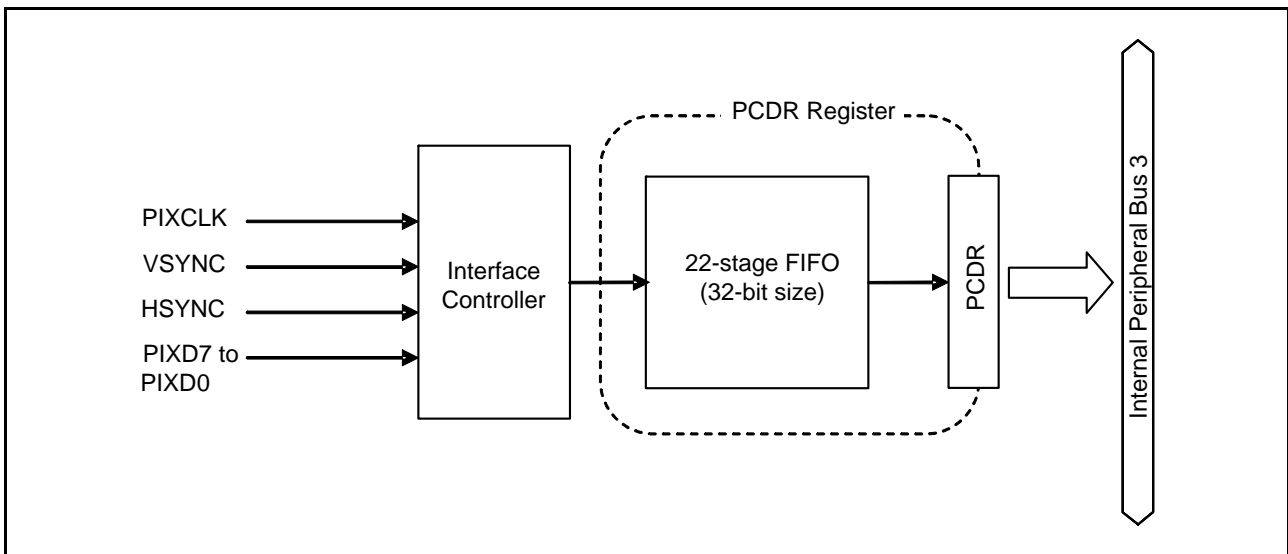 PCDR Register
PIXCLK
VSYNC
HSYNC
PIXD7 to
PIXD0
Interface
Controller
22-stage FIFO
(32-bit size)
PCDR
Internal Peripheral Bus 3